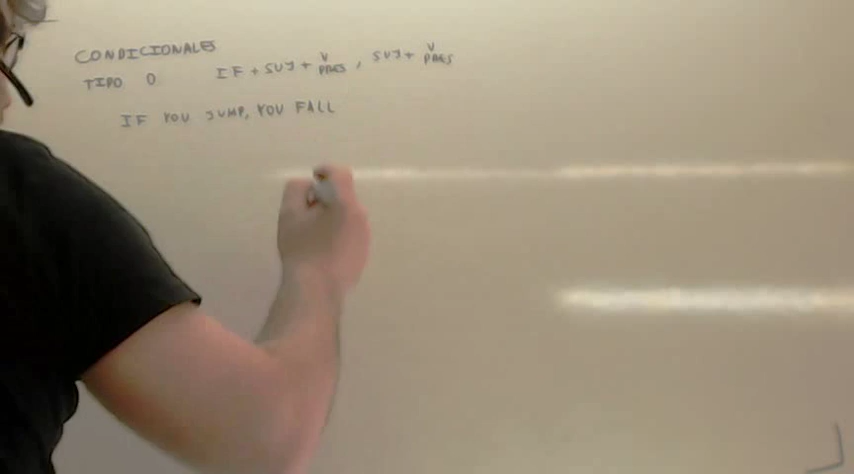 CONDICIONALES
TIPO 0 IF + SUJ + V PRES, SUJ + V PRES
IF YOU JUMP, YOU FALL